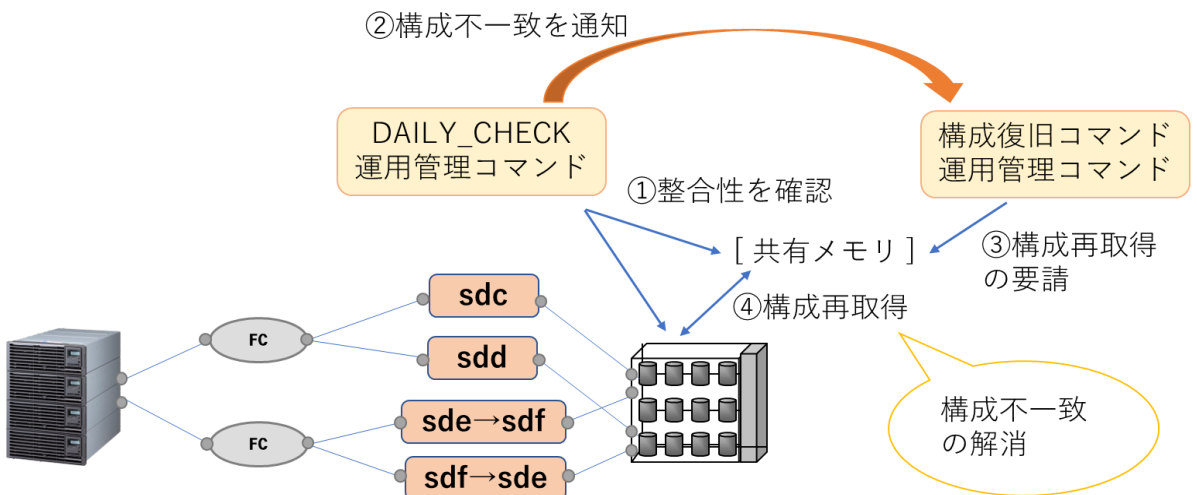 ②構成不一致を通知
DAILY_CHECK
運用管理コマンド
構成復旧コマンド
運用管理コマンド
①整合性を確認
[ 共有メモリ ]
③構成再取得
の要請
④構成再取得
sdc
FC
sdd
sde→sdf
FC
sdf→sde
構成不一致
の解消